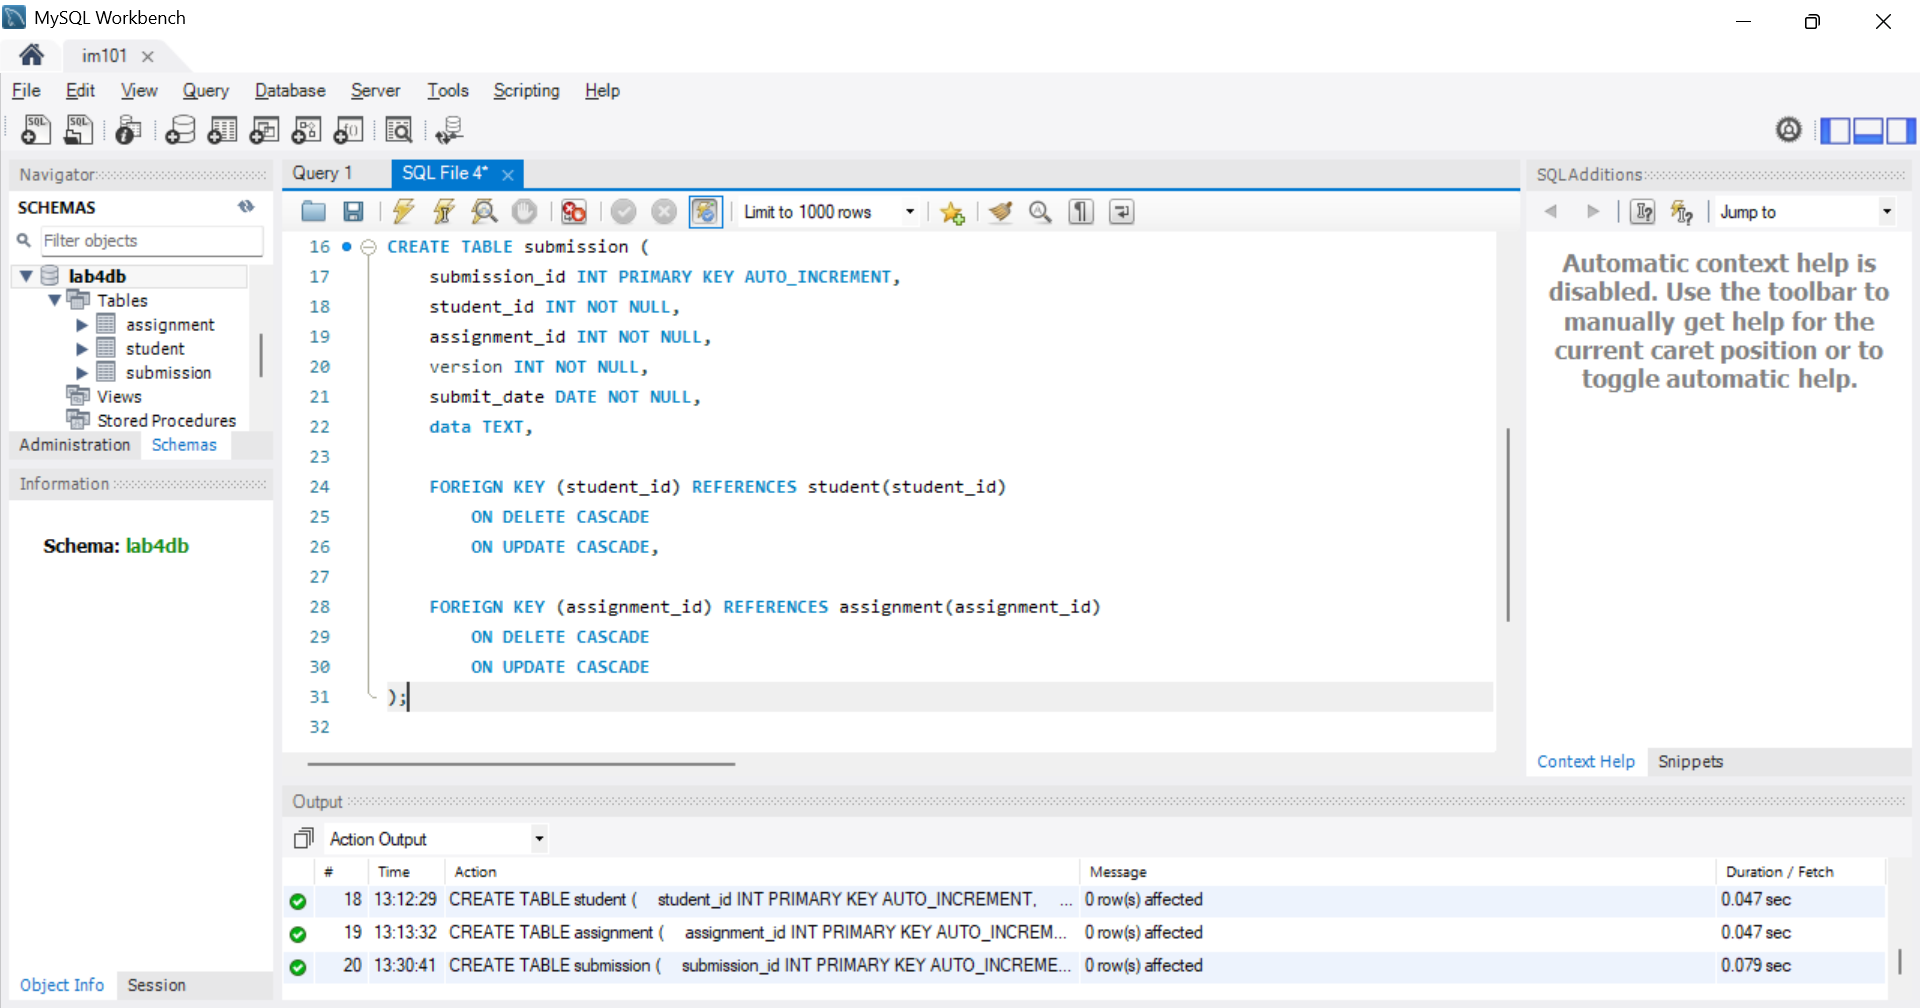 MySQL Workbench
im101
File Edit View Query Database Server Tools Scripting Help
Navigator
SCHEMAS
Filter objects
lab4db
Tables
assignment
student
submission
Views
Stored Procedures
Administration Schemas
Information
Schema: lab4db
Object Info Session
Query 1 SQL File 4*
Limit to 1000 rows
16 CREATE TABLE submission (
17 submission_id INT PRIMARY KEY AUTO_INCREMENT,
18 student_id INT NOT NULL,
19 assignment_id INT NOT NULL,
20 version INT NOT NULL,
21 submit_date DATE NOT NULL,
22 data TEXT,
23
24 FOREIGN KEY (student_id) REFERENCES student(student_id)
25 ON DELETE CASCADE
26 ON UPDATE CASCADE,
27
28 FOREIGN KEY (assignment_id) REFERENCES assignment(assignment_id)
29 ON DELETE CASCADE
30 ON UPDATE CASCADE
31 );
32
SQLAdditions
Jump to
Automatic context help is
disabled. Use the toolbar to
manually get help for the
current caret position or to
toggle automatic help.
Context Help Snippets
Output
Action Output
# Time Action Message Duration / Fetch
18 13:12:29 CREATE TABLE student ( student_id INT PRIMARY KEY AUTO_INCREMENT, ... 0 row(s) affected 0.047 sec
19 13:13:32 CREATE TABLE assignment ( assignment_id INT PRIMARY KEY AUTO_INCREM... 0 row(s) affected 0.047 sec
20 13:30:41 CREATE TABLE submission ( submission_id INT PRIMARY KEY AUTO_INCREME... 0 row(s) affected 0.079 sec